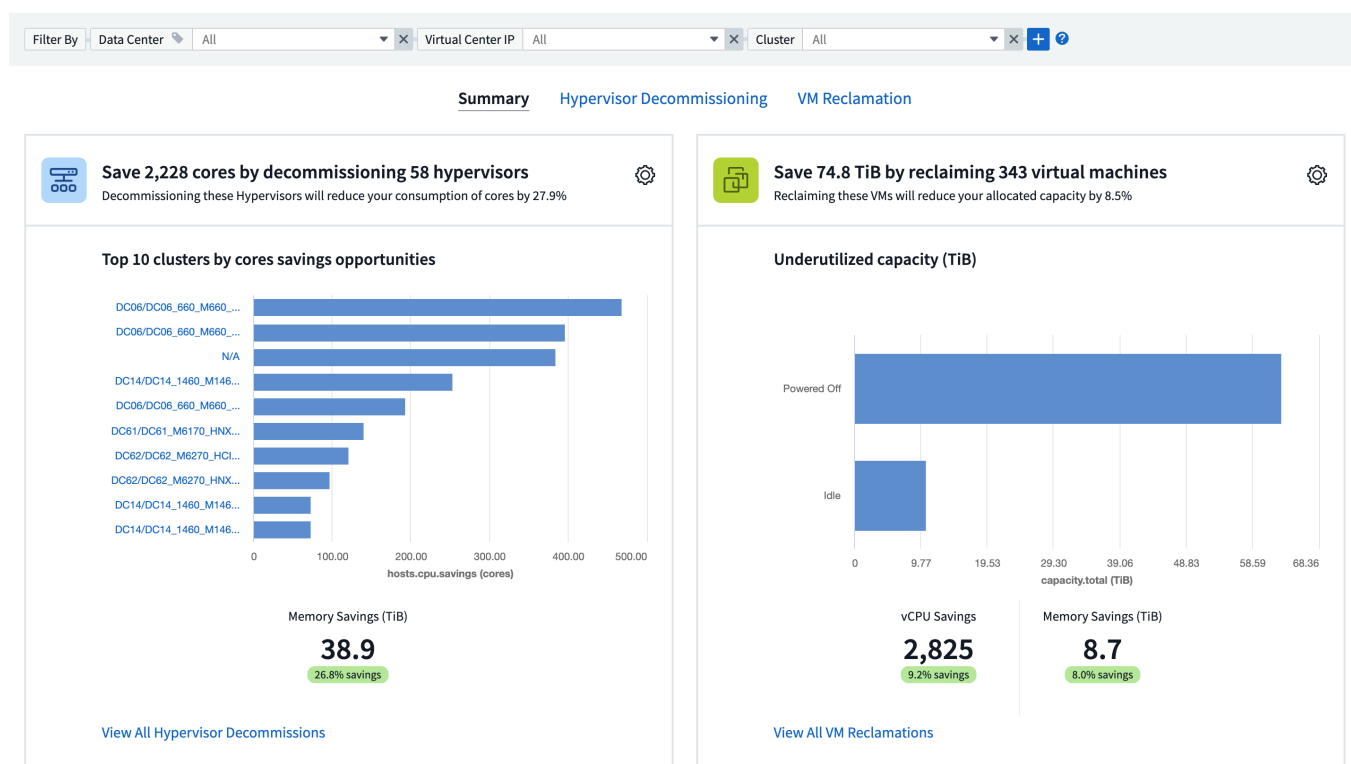 Filter By Data Center All Virtual Center IP All Cluster All
Summary Hypervisor Decommissioning VM Reclamation
Save 2,228 cores by decommissioning 58 hypervisors
Decommissioning these Hypervisors will reduce your consumption of cores by 27.9%
Top 10 clusters by cores savings opportunities
DC06/DC06_660_M660_...
DC06/DC06_660_M660_...
N/A
DC14/DC14_1460_M146...
DC06/DC06_660_M660_...
DC61/DC61_M6170_HNX...
DC62/DC62_M6270_HCI...
DC62/DC62_M6270_HNX...
DC14/DC14_1460_M146...
DC14/DC14_1460_M146...
0 100.00 200.00 300.00 400.00 500.00
hosts.cpu.savings (cores)
Memory Savings (TiB)
38.9
26.8% savings
View All Hypervisor Decommissions
Save 74.8 TiB by reclaiming 343 virtual machines
Reclaiming these VMs will reduce your allocated capacity by 8.5%
Underutilized capacity (TiB)
Powered Off
Idle
0 9.77 19.53 29.30 39.06 48.83 58.59 68.36
capacity.total (TiB)
vCPU Savings
2,825
9.2% savings
Memory Savings (TiB)
8.7
8.0% savings
View All VM Reclamations